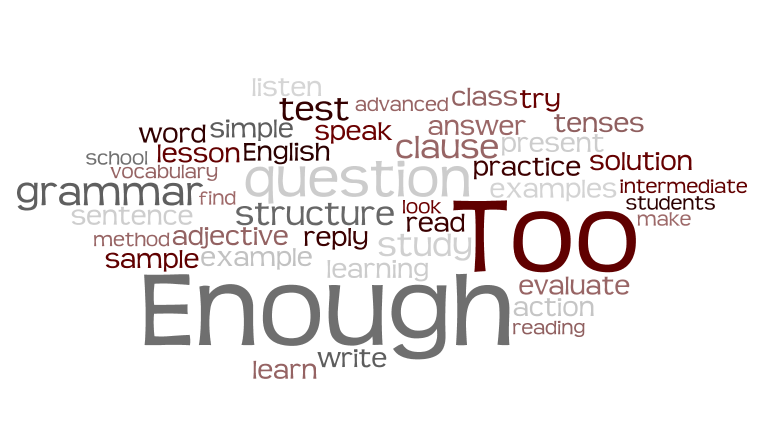 listen
test advanced class try
word simple speak answer tenses
school lesson English clause present
vocabulary question practice solution
grammar find examples intermediate
sentence structure look read Too students
method adjective reply study make
sample example learning
Enough evaluate
action
reading
learn write